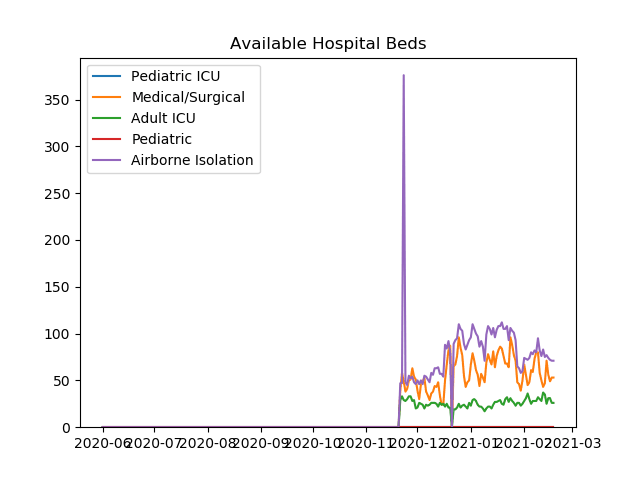 Available Hospital Beds
Pediatric ICU
Medical/Surgical
Adult ICU
Pediatric
Airborne Isolation
350
300
250
200
150
100
50
0
2020-06 2020-07 2020-08 2020-09 2020-10 2020-11 2020-12 2021-01 2021-02 2021-03